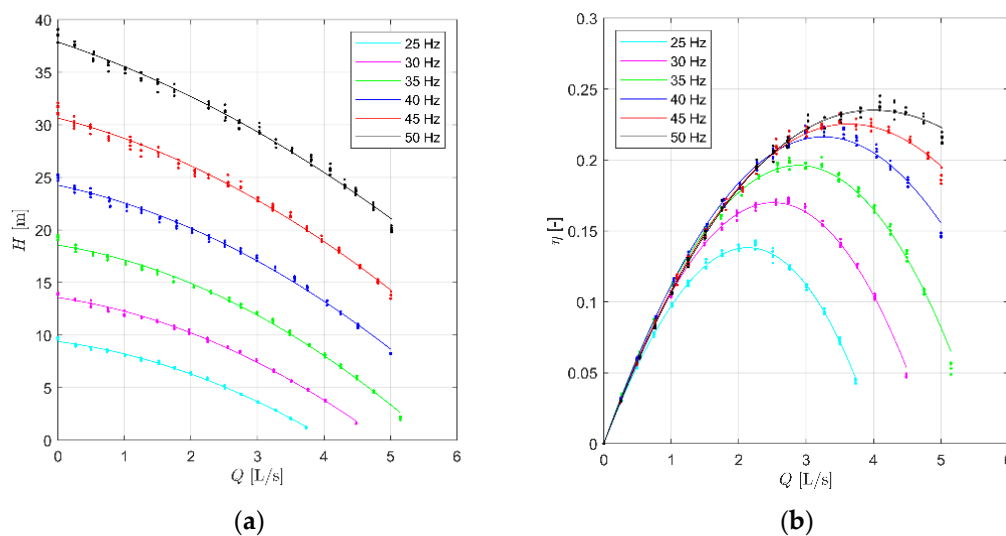 40
35
30
25
20
15
10
5
0
H [m]
0 1 2 3 4 5 6
Q [L/s]
25 Hz
30 Hz
35 Hz
40 Hz
45 Hz
50 Hz
(a)
0.3
0.25
0.2
0.15
0.1
0.05
0
η [-]
0 1 2 3 4 5 6
Q [L/s]
25 Hz
30 Hz
35 Hz
40 Hz
45 Hz
50 Hz
(b)